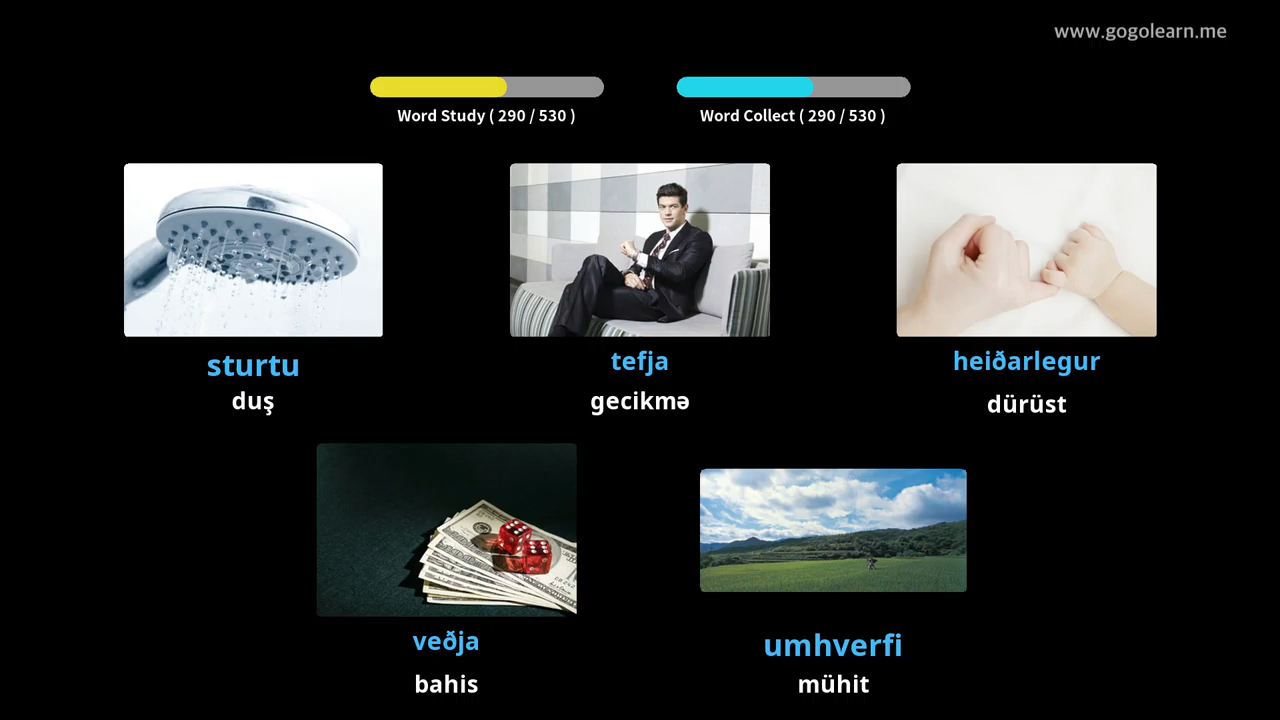 www.gogolearn.me
Word Study ( 290 / 530 )
Word Collect ( 290 / 530 )
sturtu
duş
tefja
gecikmə
heiðarlegur
dürüst
veðja
bahis
umhverfi
mühit